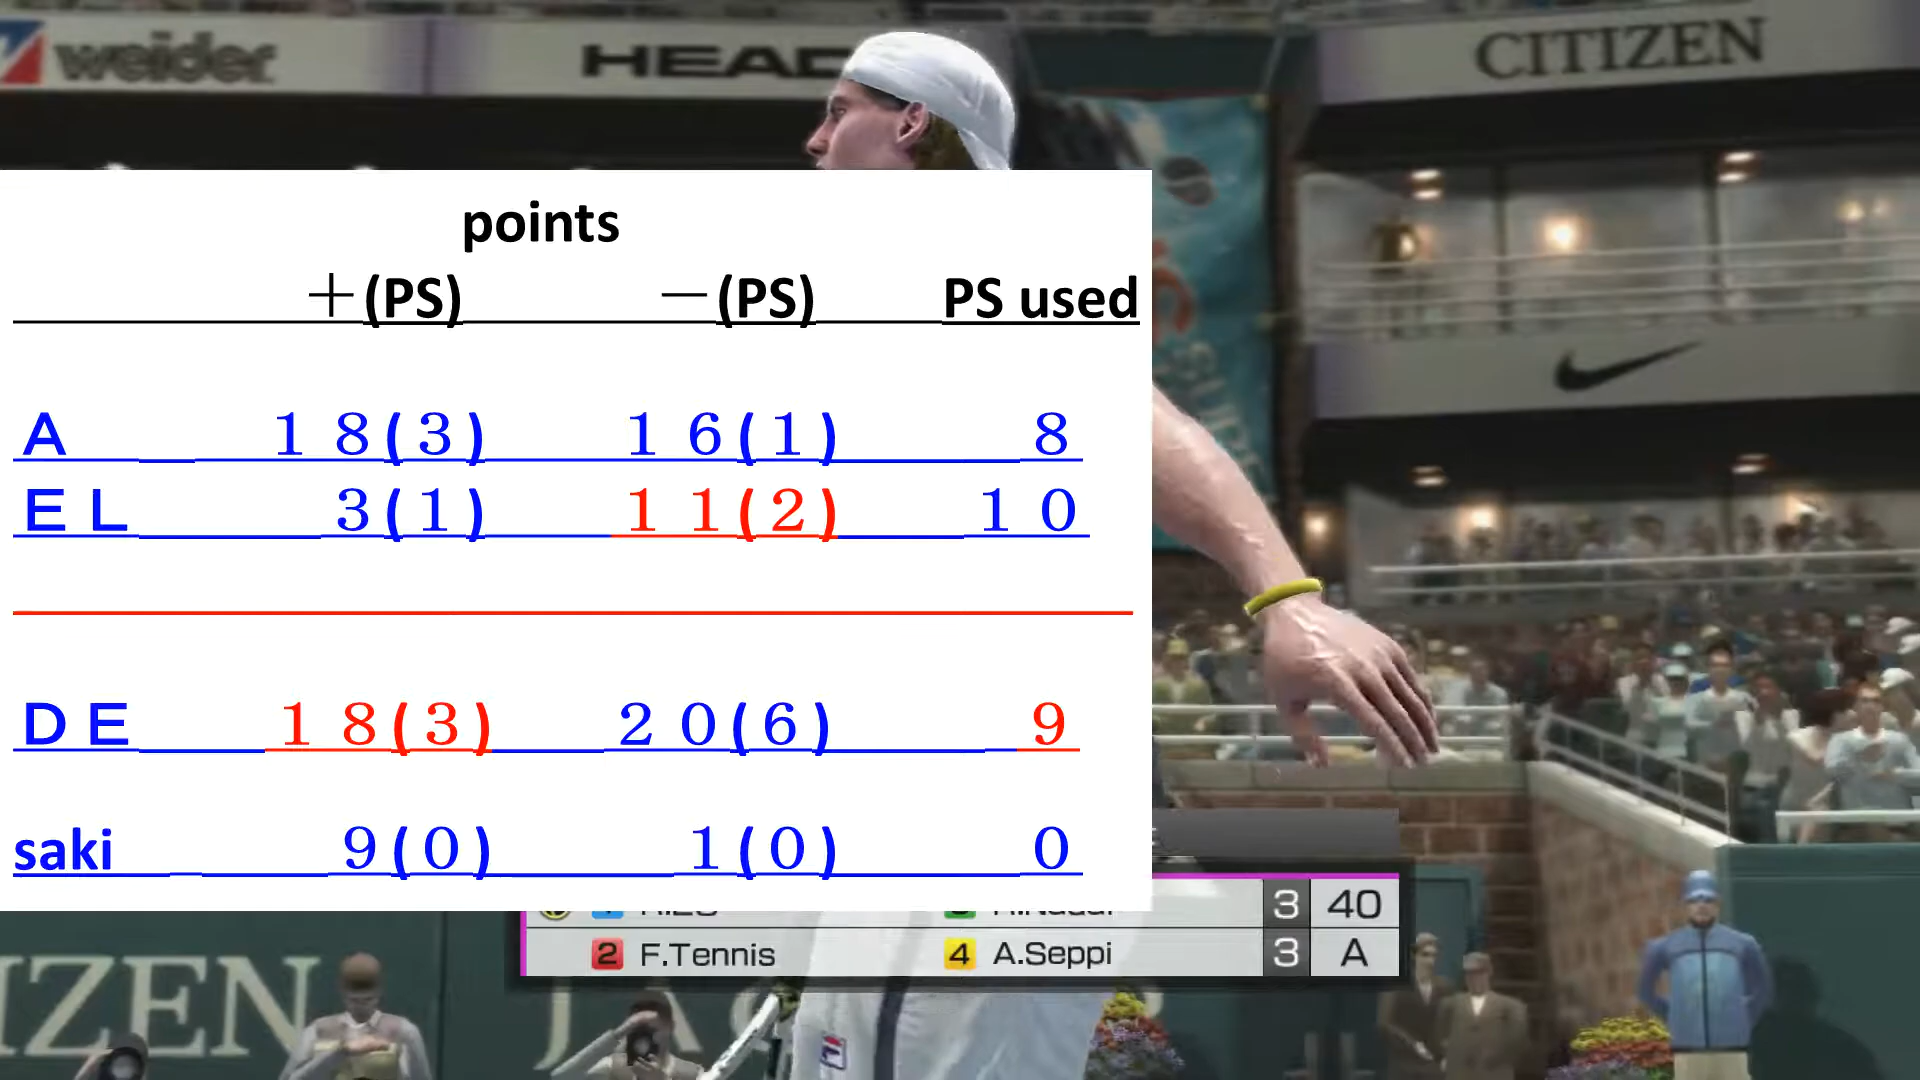 weider
HEAD
CITIZEN
points
＋(PS) －(PS) PS used
A １８(３) １６(１) ８
ＥＬ ３(１) １１(２) １０
ＤＥ １８(３) ２０(６) ９
saki ９(０) １(０) ０
3 40
2 F.Tennis 4 A.Seppi 3 A
IZEN